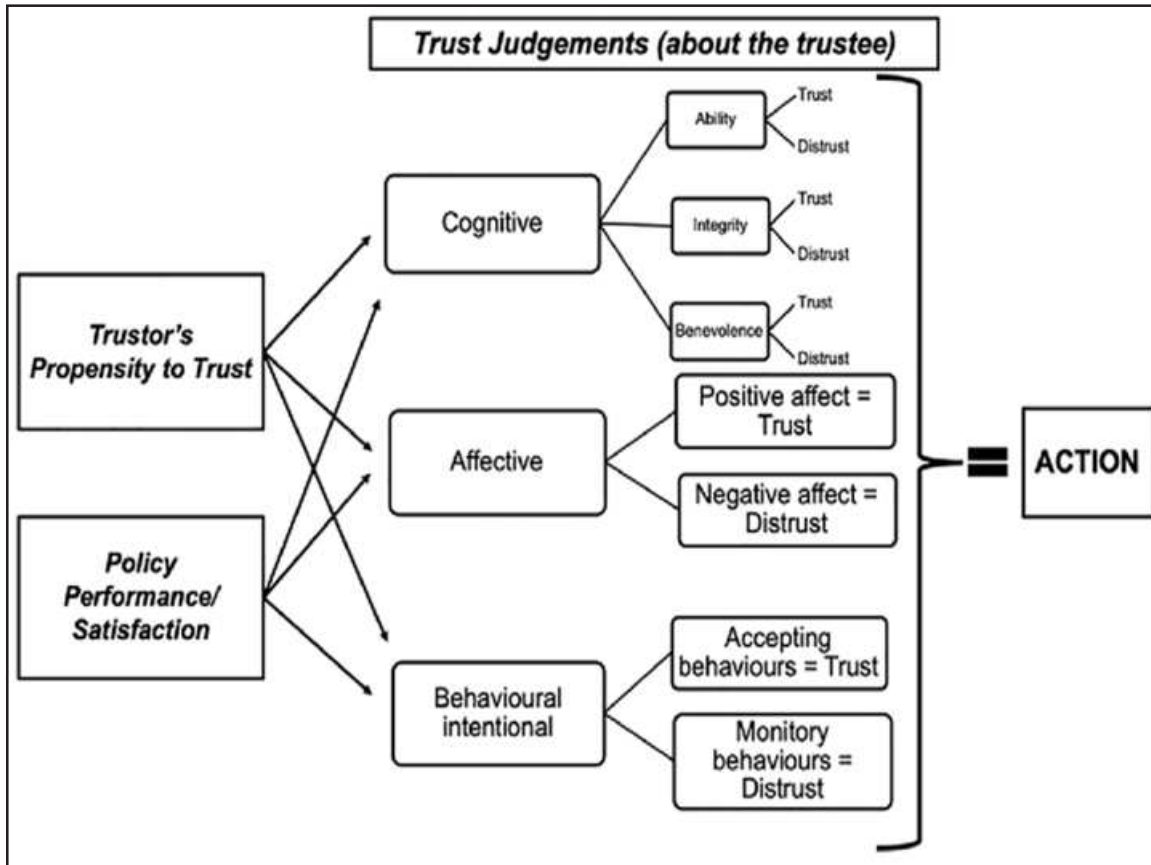 Trust Judgements (about the trustee)
Trust
Ability
Distrust
Cognitive
Trust
Integrity
Distrust
Trust
Benevolence
Distrust
Trustor's
Propensity to Trust
Positive affect =
Trust
Affective
Negative affect =
Distrust
ACTION
Policy
Performance/
Satisfaction
Accepting
behaviours = Trust
Behavioural
intentional
Monitory
behaviours =
Distrust